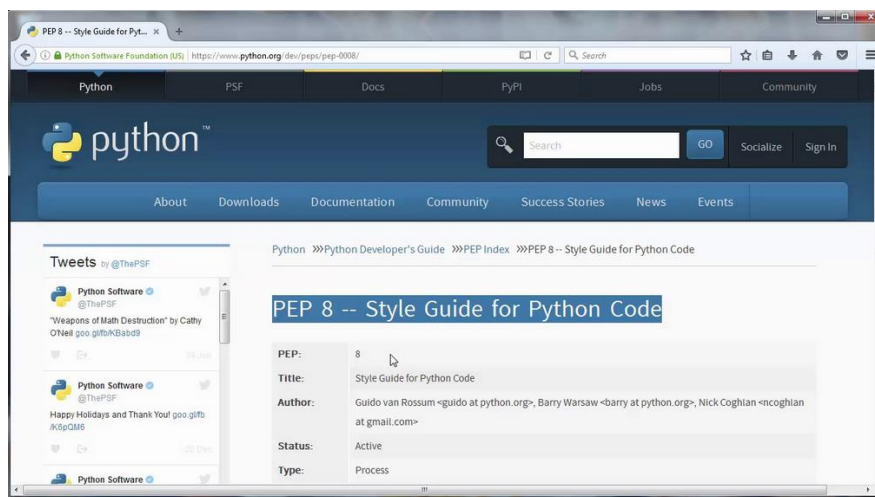 PEP 8 -- Style Guide for Pyt...
Python Software Foundation (US) https://www.python.org/dev/peps/pep-0008/ Search
Python PSF Docs PyPI Jobs Community
python™ Search GO Socialize Sign In
About Downloads Documentation Community Success Stories News Events
Python >>>Python Developer's Guide >>>PEP Index >>>PEP 8 -- Style Guide for Python Code
Tweets by @ThePSF
Python Software
@ThePSF
"Weapons of Math Destruction" by Cathy
O'Neil goo.gl/fb/KBabd9
Python Software
@ThePSF
Happy Holidays and Thank You! goo.gl/fb
/K6pQM6
Python Software
PEP 8 -- Style Guide for Python Code
PEP: 8
Title: Style Guide for Python Code
Author: Guido van Rossum <guido at python.org>, Barry Warsaw <barry at python.org>, Nick Coghlan <ncoghlan
at gmail.com>
Status: Active
Type: Process